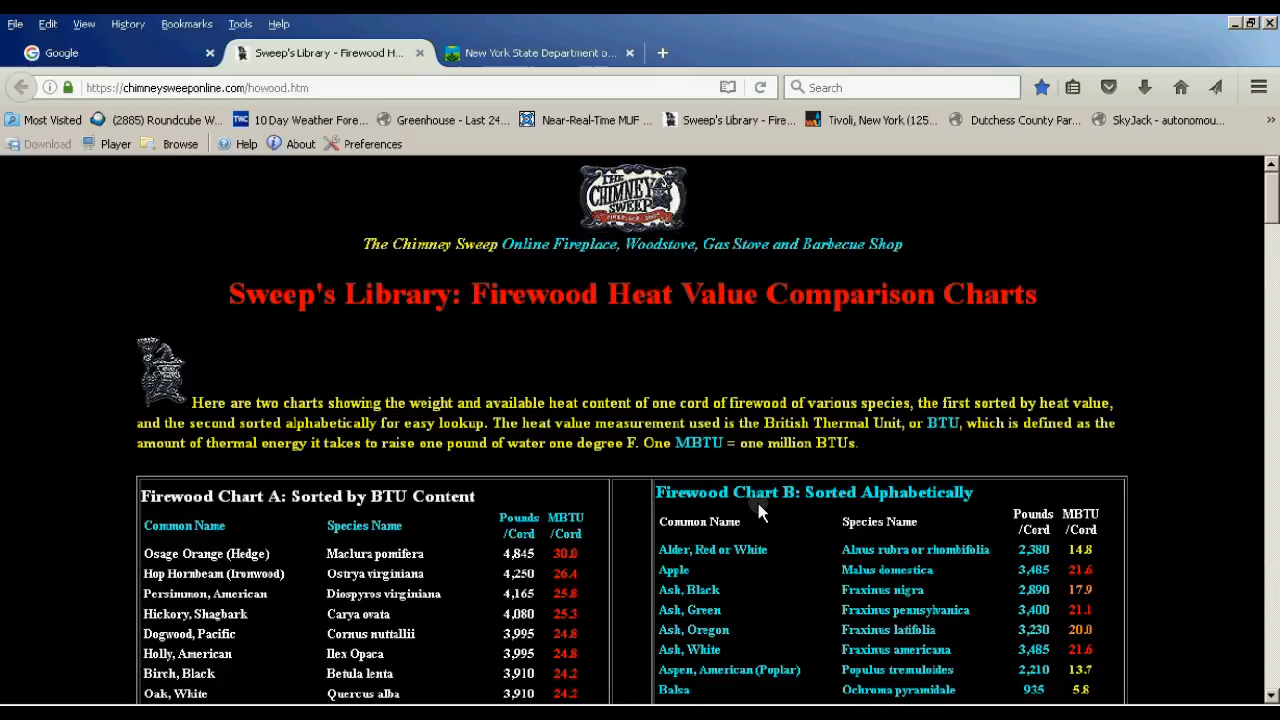 File Edit View History Bookmarks Tools Help
Google Sweep's Library - Firewood H... New York State Department o...
https://chimneysweeponline.com/howood.htm Search
Most Visited (2885) Roundcube W... TWC 10 Day Weather Fore... Greenhouse - Last 24... Near-Real-Time MUF ... Sweep's Library - Fire... Tivoli, New York (125... Dutchess County Par... SkyJack - autonomou... »
Download Player Browse Help About Preferences
THE
CHIMNEY
SWEEP
The Chimney Sweep Online Fireplace, Woodstove, Gas Stove and Barbecue Shop
Sweep's Library: Firewood Heat Value Comparison Charts
Here are two charts showing the weight and available heat content of one cord of firewood of various species, the first sorted by heat value,
and the second sorted alphabetically for easy lookup. The heat value measurement used is the British Thermal Unit, or BTU, which is defined as the
amount of thermal energy it takes to raise one pound of water one degree F. One MBTU = one million BTUs.
Firewood Chart A: Sorted by BTU Content
Common Name Species Name Pounds /Cord MBTU /Cord
Osage Orange (Hedge) Maclura pomifera 4,845 30.0
Hop Hornbeam (Ironwood) Ostrya virginiana 4,250 26.4
Persimmon, American Diospyros virginiana 4,165 25.8
Hickory, Shagbark Carya ovata 4,080 25.3
Dogwood, Pacific Cornus nuttallii 3,995 24.8
Holly, American Ilex Opaca 3,995 24.8
Birch, Black Betula lenta 3,910 24.2
Oak, White Quercus alba 3,910 24.2
Firewood Chart B: Sorted Alphabetically
Common Name Species Name Pounds /Cord MBTU /Cord
Alder, Red or White Alnus rubra or rhombifolia 2,380 14.8
Apple Malus domestica 3,485 21.6
Ash, Black Fraxinus nigra 2,890 17.9
Ash, Green Fraxinus pennsylvanica 3,400 21.1
Ash, Oregon Fraxinus latifolia 3,230 20.0
Ash, White Fraxinus americana 3,485 21.6
Aspen, American (Poplar) Populus tremuloides 2,210 13.7
Balsa Ochroma pyramidale 935 5.8